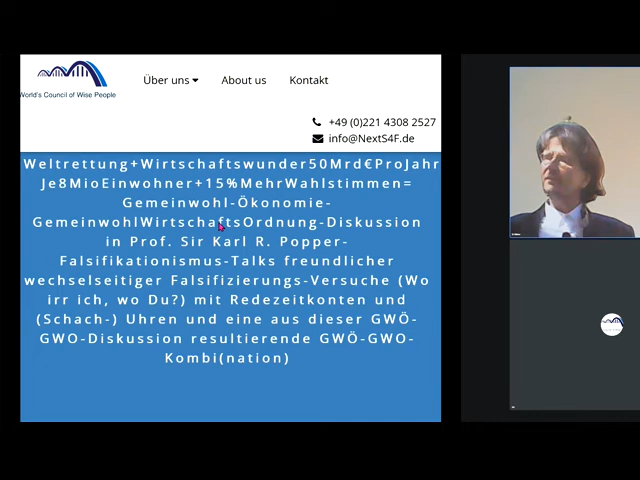 World's Council of Wise People
Über uns
About us
Kontakt
+49 (0)221 4308 2527
info@NextS4F.de
Weltrettung+Wirtschaftswunder50Mrd€ProJahr
Je8MioEinwohner+15%MehrWahlstimmen=
Gemeinwohl-Ökonomie-
GemeinwohlWirtschaftsOrdnung-Diskussion
in Prof. Sir Karl R. Popper-
Falsifikationismus-Talks freundlicher
wechselseitiger Falsifizierungs-Versuche (Wo
irr ich, wo Du?) mit Redezeitkonten und
(Schach-) Uhren und eine aus dieser GWÖ-
GWO-Diskussion resultierende GWÖ-GWO-
Kombi(nation)